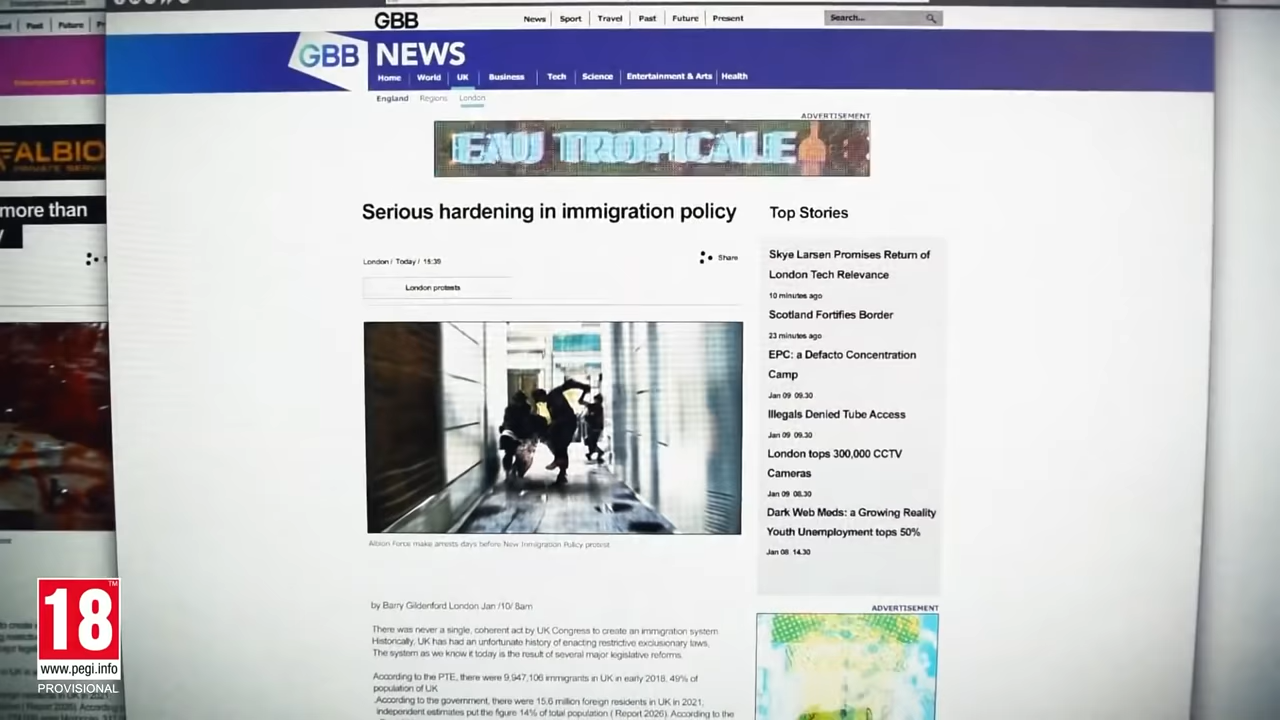 GBB
News
Sport
Travel
Past
Future
Present
Search...
Past
Future
GBB NEWS
Home
World
UK
Business
Tech
Science
Entertainment & Arts
Health
England
Regions
London
ADVERTISEMENT
EAU TROPICALE
ALBIO
PRIVATE
more than
Serious hardening in immigration policy
London / Today / 15:39
Share
London protests
Albion Force make arrests days before New Immigration Policy protest
by Barry Gildenford London Jan /10/ 8am
There was never a single, coherent act by UK Congress to create an immigration system
Historically, UK has had an unfortunate history of enacting restrictive exclusionary laws,
The system as we know it today is the result of several major legislative reforms.
According to the PTE, there were 9,947,106 immigrants in UK in early 2018, 49% of
population of UK
.According to the government, there were 15.6 million foreign residents in UK in 2021,
independent estimates put the figure 14% of total population ( Report 2026). According to the
Top Stories
Skye Larsen Promises Return of
London Tech Relevance
10 minutes ago
Scotland Fortifies Border
23 minutes ago
EPC: a Defacto Concentration
Camp
Jan 09 09.30
Illegals Denied Tube Access
Jan 09 09.30
London tops 300,000 CCTV
Cameras
Jan 09 08.30
Dark Web Meds: a Growing Reality
Youth Unemployment tops 50%
Jan 08 14.30
ADVERTISEMENT
18
TM
www.pegi.info
PROVISIONAL